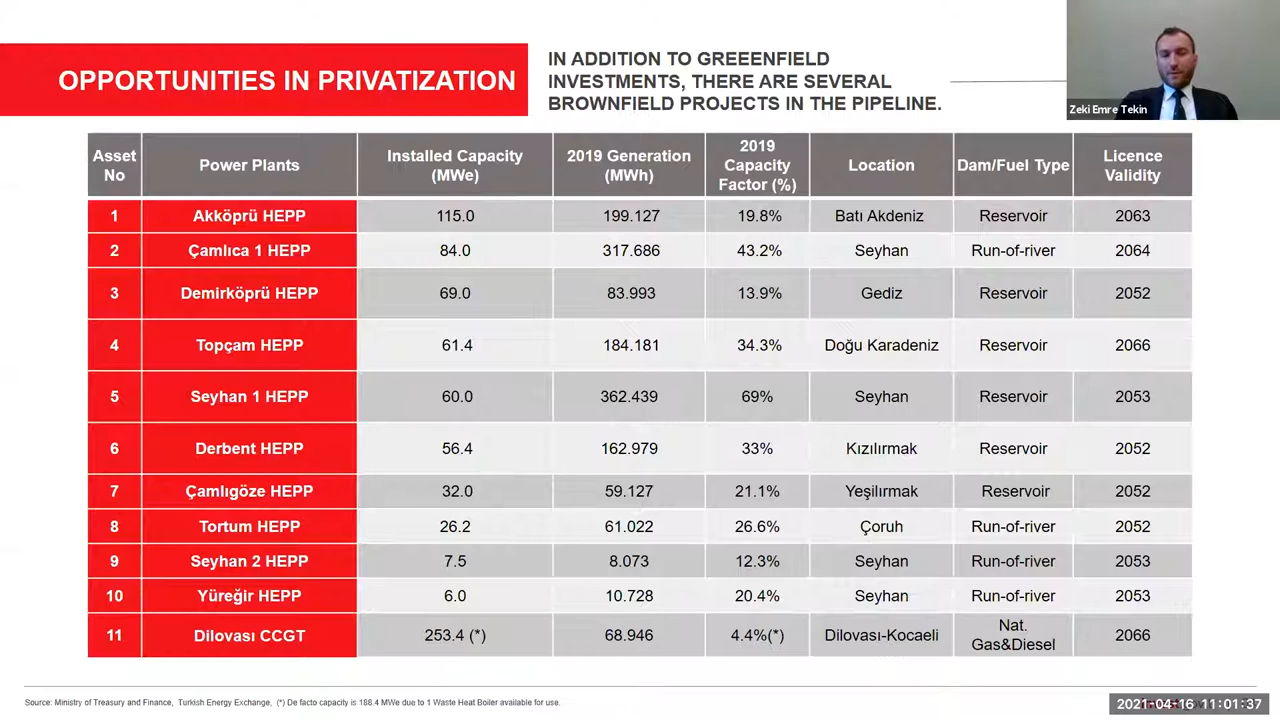 OPPORTUNITIES IN PRIVATIZATION
IN ADDITION TO GREEENFIELD
INVESTMENTS, THERE ARE SEVERAL
BROWNFIELD PROJECTS IN THE PIPELINE.
Zeki Emre Tekin
Asset No Power Plants Installed Capacity (MWe) 2019 Generation (MWh) 2019 Capacity Factor (%) Location Dam/Fuel Type Licence Validity
1 Akköprü HEPP 115.0 199.127 19.8% Batı Akdeniz Reservoir 2063
2 Çamlıca 1 HEPP 84.0 317.686 43.2% Seyhan Run-of-river 2064
3 Demirköprü HEPP 69.0 83.993 13.9% Gediz Reservoir 2052
4 Topçam HEPP 61.4 184.181 34.3% Doğu Karadeniz Reservoir 2066
5 Seyhan 1 HEPP 60.0 362.439 69% Seyhan Reservoir 2053
6 Derbent HEPP 56.4 162.979 33% Kızılırmak Reservoir 2052
7 Çamlıgöze HEPP 32.0 59.127 21.1% Yeşilırmak Reservoir 2052
8 Tortum HEPP 26.2 61.022 26.6% Çoruh Run-of-river 2052
9 Seyhan 2 HEPP 7.5 8.073 12.3% Seyhan Run-of-river 2053
10 Yüreğir HEPP 6.0 10.728 20.4% Seyhan Run-of-river 2053
11 Dilovası CCGT 253.4 (*) 68.946 4.4%(*) Dilovası-Kocaeli Nat. Gas&Diesel 2066
Source: Ministry of Treasury and Finance, Turkish Energy Exchange, (*) De facto capacity is 188.4 MWe due to 1 Waste Heat Boiler available for use.
2021-04-16 11:01:37